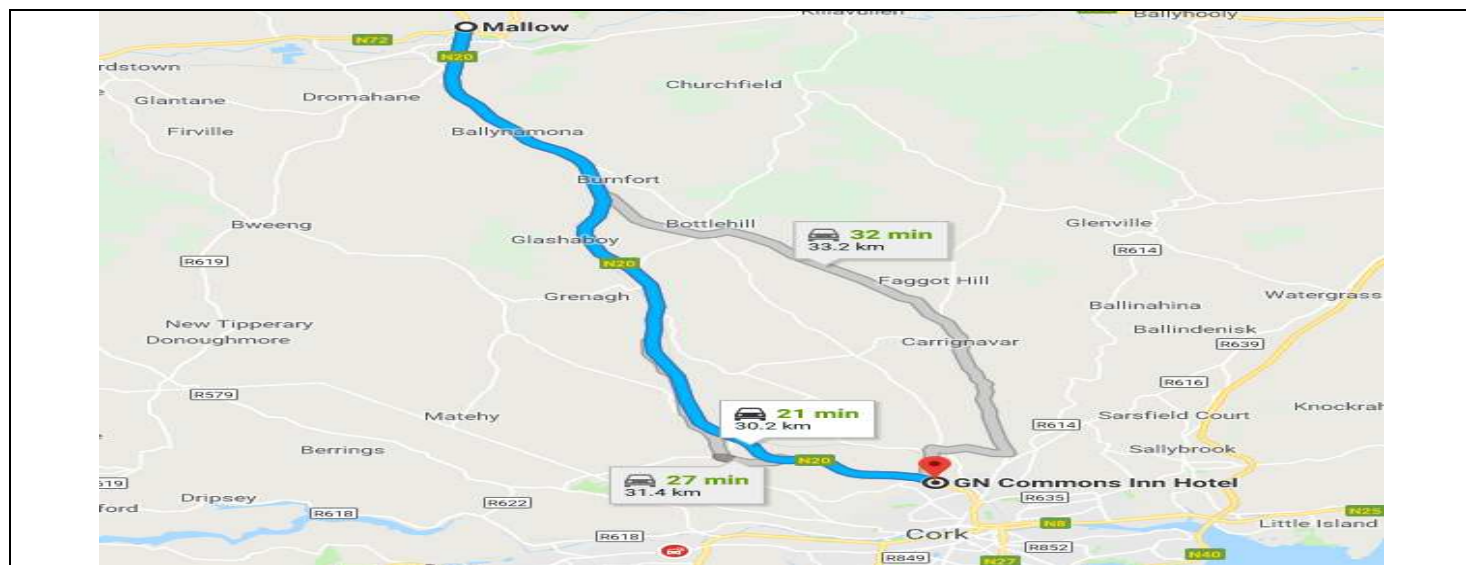 Mallow
Ballyhooly
N72
N20
rdstown
Churchfield
Glantane
Dromahane
Firville
Ballynamona
Burnfort
Bottlehill
Glenville
Bweeng
32 min
33.2 km
Glashaboy
R614
R619
N20
Faggot Hill
Grenagh
Ballinahina
Watergrass
New Tipperary
Donoughmore
Ballindenisk
Carrignavar
R639
R616
R579
Matehy
21 min
30.2 km
Sarsfield Court
Knockrah
R614
Berrings
Sallybrook
N20
27 min
31.4 km
GN Commons Inn Hotel
619
Dripsey
R622
R635
ford
R618
N25
Little Island
N8
R618
Cork
R852
R849
N40
N27